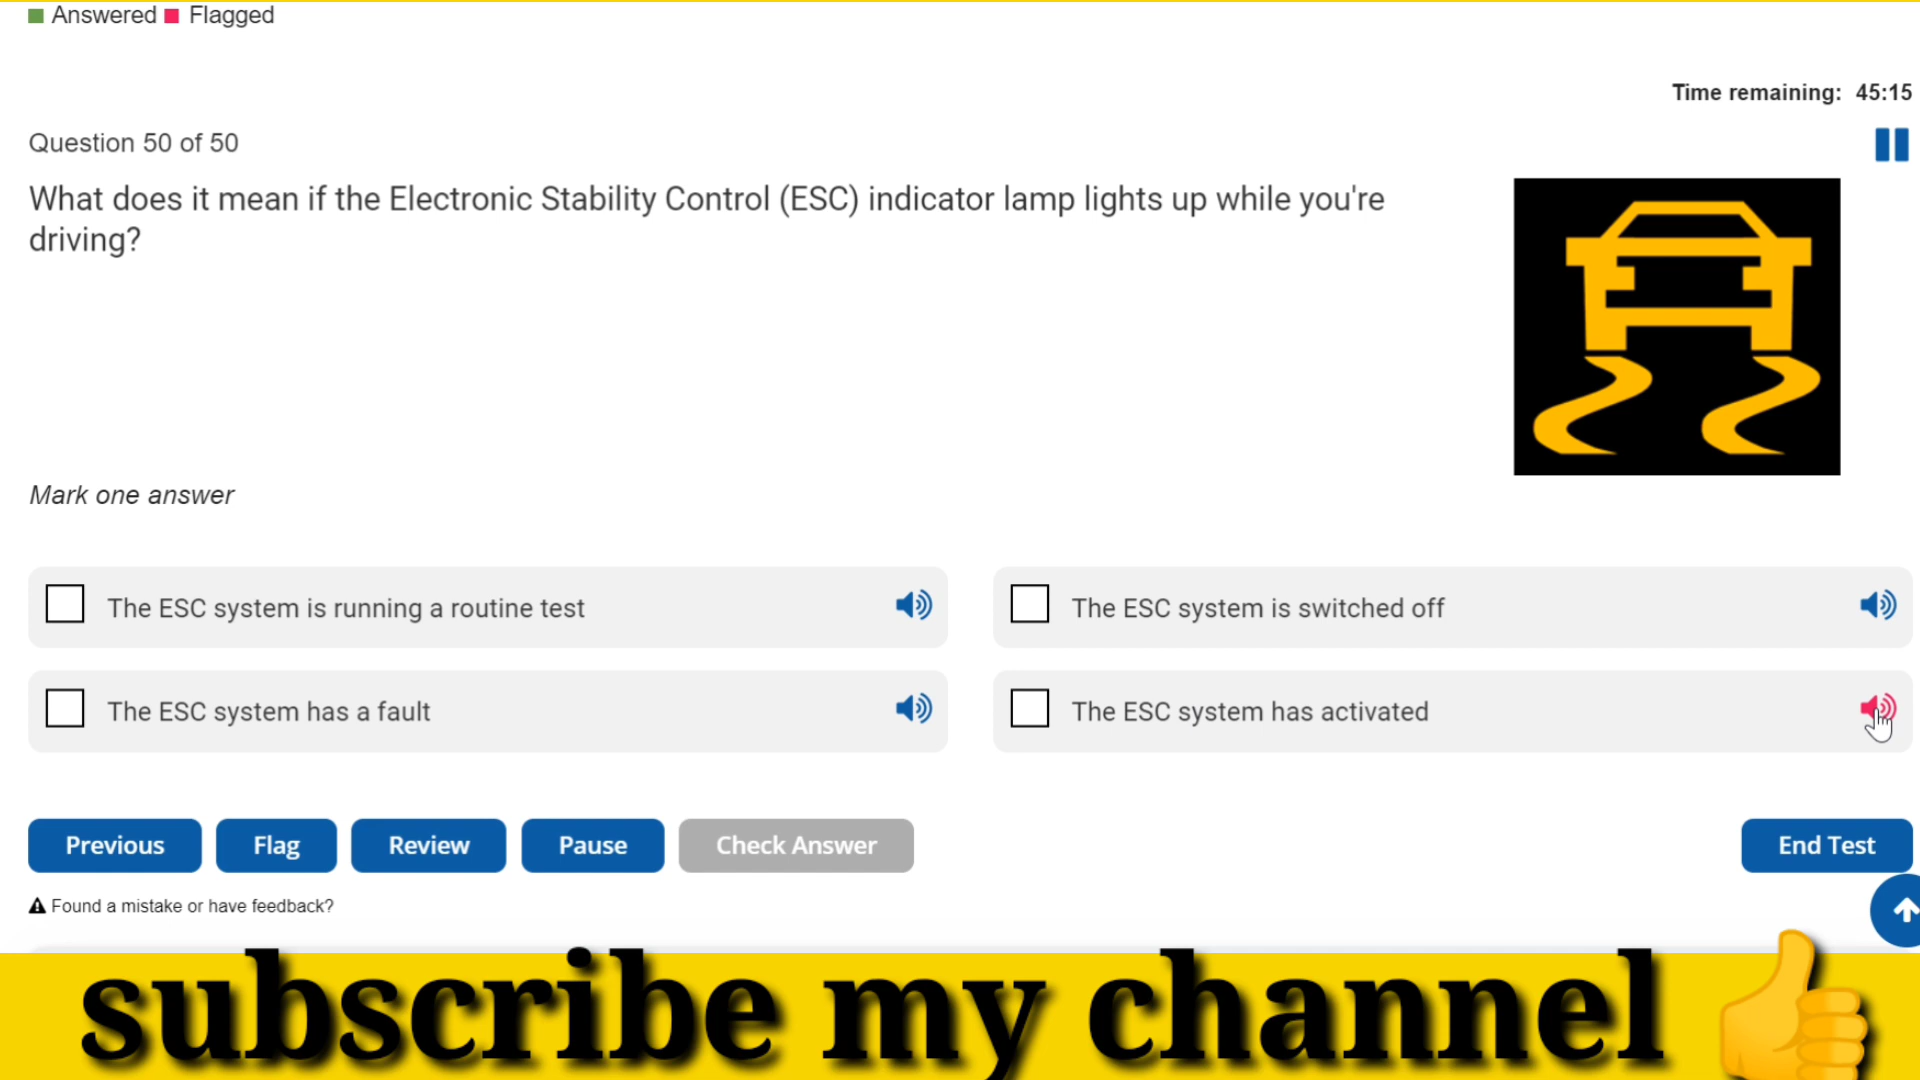 Answered Flagged
Time remaining: 45:15
Question 50 of 50
What does it mean if the Electronic Stability Control (ESC) indicator lamp lights up while you're
driving?
Mark one answer
The ESC system is running a routine test
The ESC system is switched off
The ESC system has a fault
The ESC system has activated
Previous Flag Review Pause Check Answer End Test
Found a mistake or have feedback?
subscribe my channel